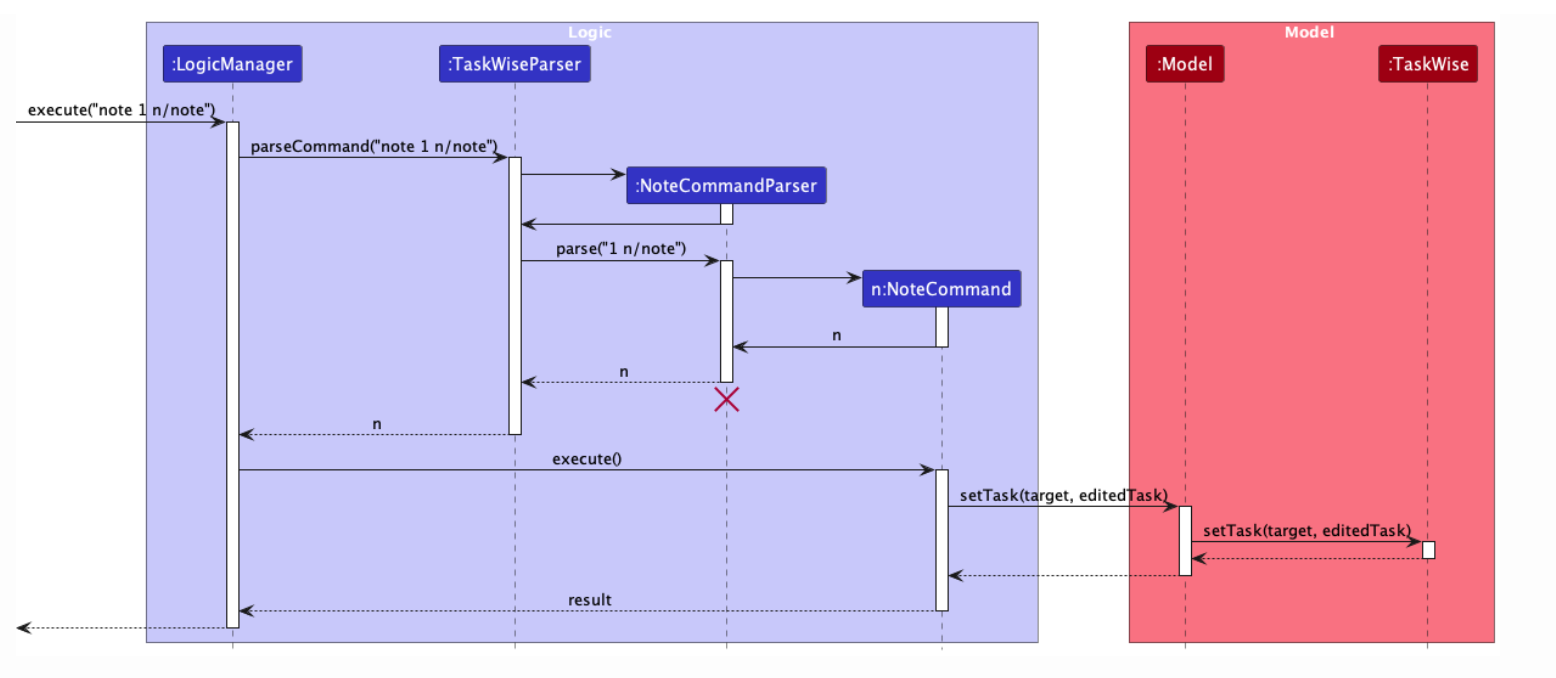 Logic
Model
:LogicManager
:TaskWiseParser
:Model
:TaskWise
execute("note 1 n/note")
parseCommand("note 1 n/note")
:NoteCommandParser
parse("1 n/note")
n:NoteCommand
n
n
n
execute()
setTask(target, editedTask)
setTask(target, editedTask)
result